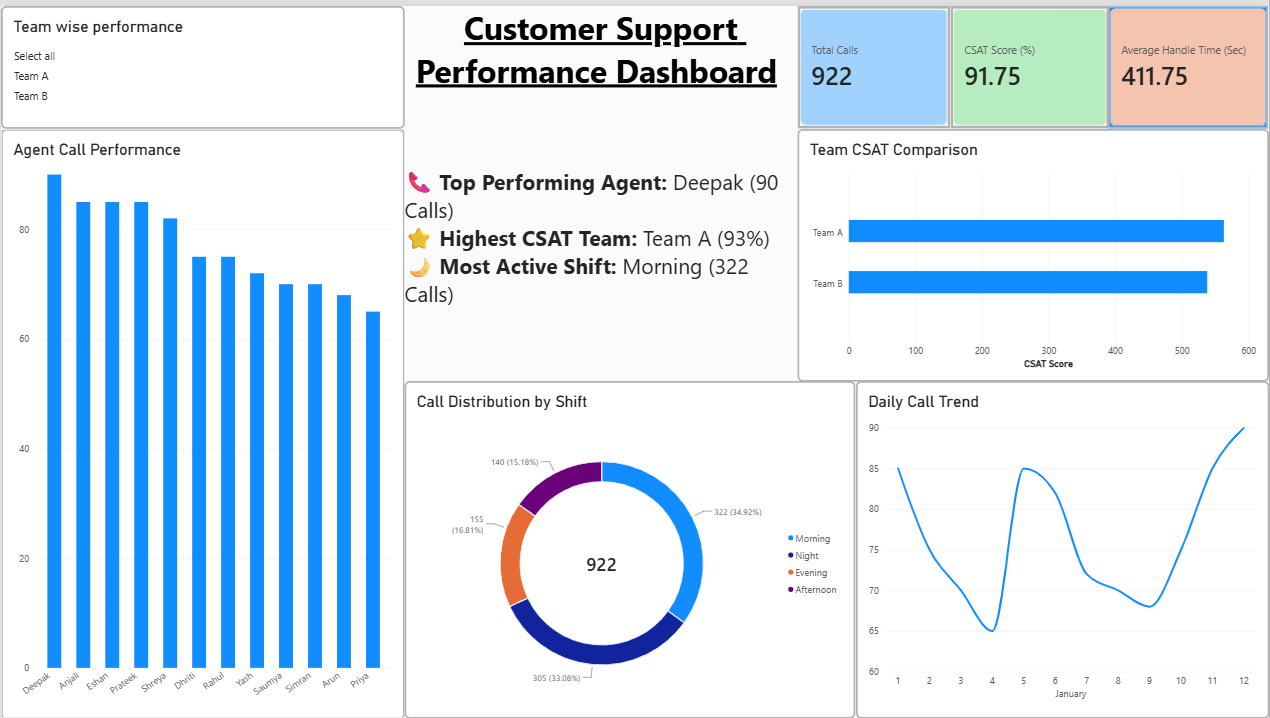 Team wise performance
Select all
Team A
Team B
Customer Support
Performance Dashboard
Total Calls
922
CSAT Score (%)
91.75
Average Handle Time (Sec)
411.75
Agent Call Performance
80
60
40
20
0
Deepak
Anjali
Eshan
Prateek
Shreya
Dhriti
Rahul
Yash
Saumya
Simran
Arun
Priya
📞 Top Performing Agent: Deepak (90
Calls)
⭐ Highest CSAT Team: Team A (93%)
🌙 Most Active Shift: Morning (322
Calls)
Team CSAT Comparison
Team A
Team B
0 100 200 300 400 500 600
CSAT Score
Call Distribution by Shift
140 (15.18%)
155
(16.81%)
322 (34.92%)
922
305 (33.08%)
Morning
Night
Evening
Afternoon
Daily Call Trend
90
85
80
75
70
65
60
1 2 3 4 5 6 7 8 9 10 11 12
January